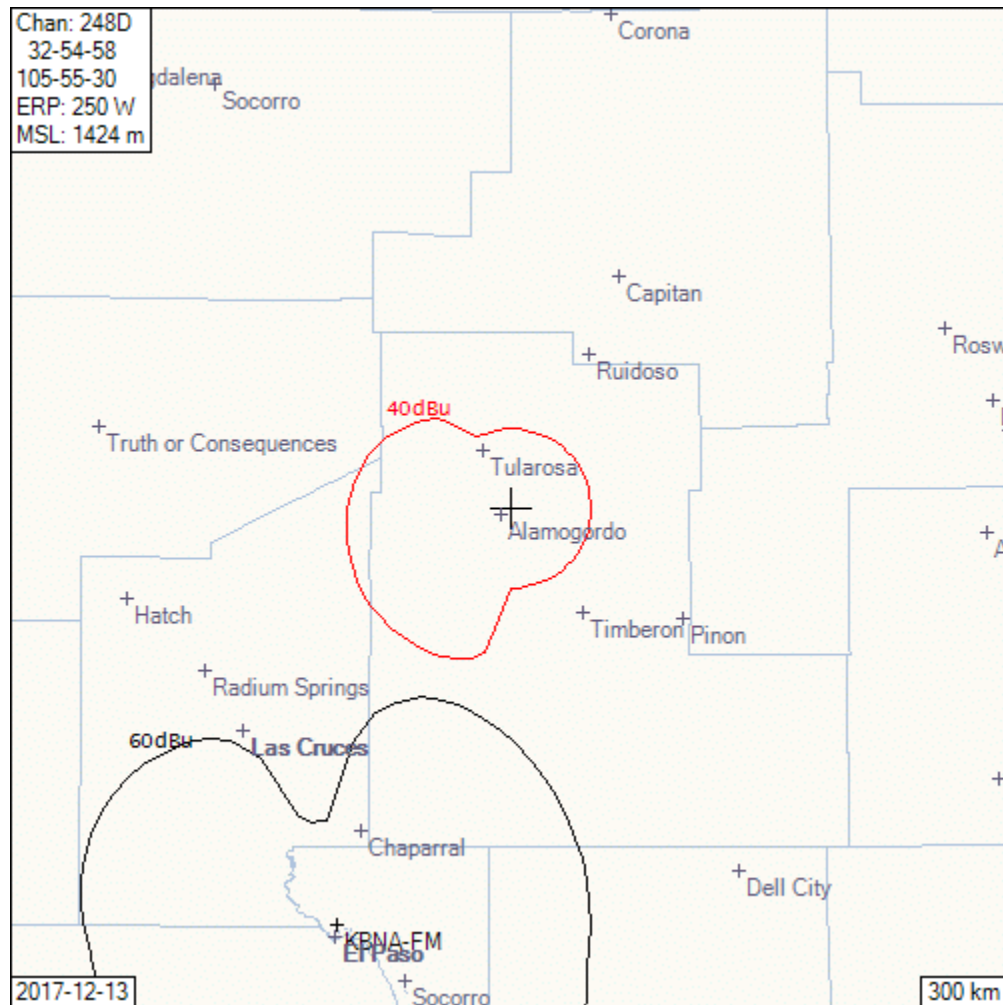 Chan: 248D
32-54-58
105-55-30
ERP: 250 W
MSL: 1424 m
Corona
gdalena
Socorro
Capitan
Rosw
Ruidoso
40dBu
Truth or Consequences
Tularosa
Alamogordo
A
Hatch
Timberon
Pinon
Radium Springs
60dBu
Las Cruces
Chaparral
Dell City
KBNA-FM
El Paso
Socorro
2017-12-13
300 km